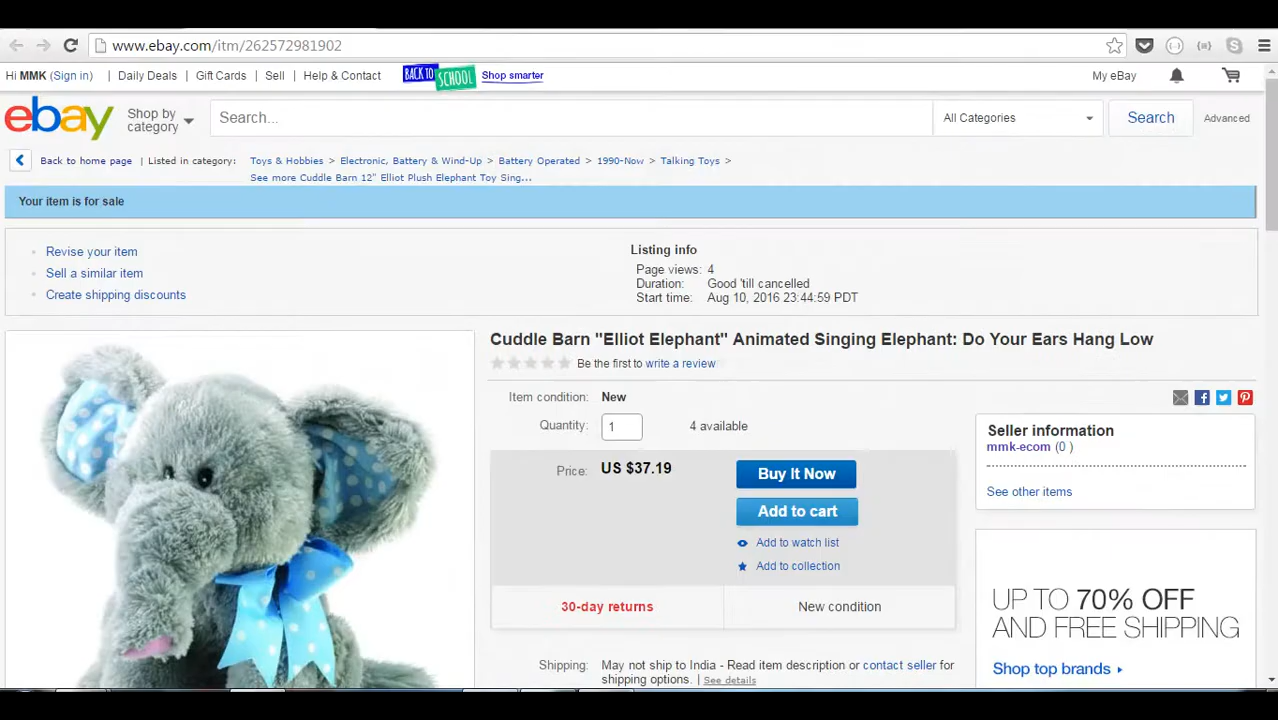 www.ebay.com/itm/262572981902
Hi MMK (Sign in) | Daily Deals | Gift Cards | Sell | Help & Contact BACK TO SCHOOL Shop smarter My eBay
ebay Shop by category Search... All Categories Search Advanced
Back to home page | Listed in category: Toys & Hobbies > Electronic, Battery & Wind-Up > Battery Operated > 1990-Now > Talking Toys >
See more Cuddle Barn 12" Elliot Plush Elephant Toy Sing...
Your item is for sale
Revise your item
Sell a similar item
Create shipping discounts
Listing info
Page views: 4
Duration: Good 'till cancelled
Start time: Aug 10, 2016 23:44:59 PDT
Cuddle Barn "Elliot Elephant" Animated Singing Elephant: Do Your Ears Hang Low
Be the first to write a review
Item condition: New
Quantity: 1 4 available
Price: US $37.19
Buy It Now
Add to cart
Add to watch list
Add to collection
30-day returns New condition
Shipping: May not ship to India - Read item description or contact seller for
shipping options. | See details
Seller information
mmk-ecom (0 )
See other items
UP TO 70% OFF
AND FREE SHIPPING
Shop top brands